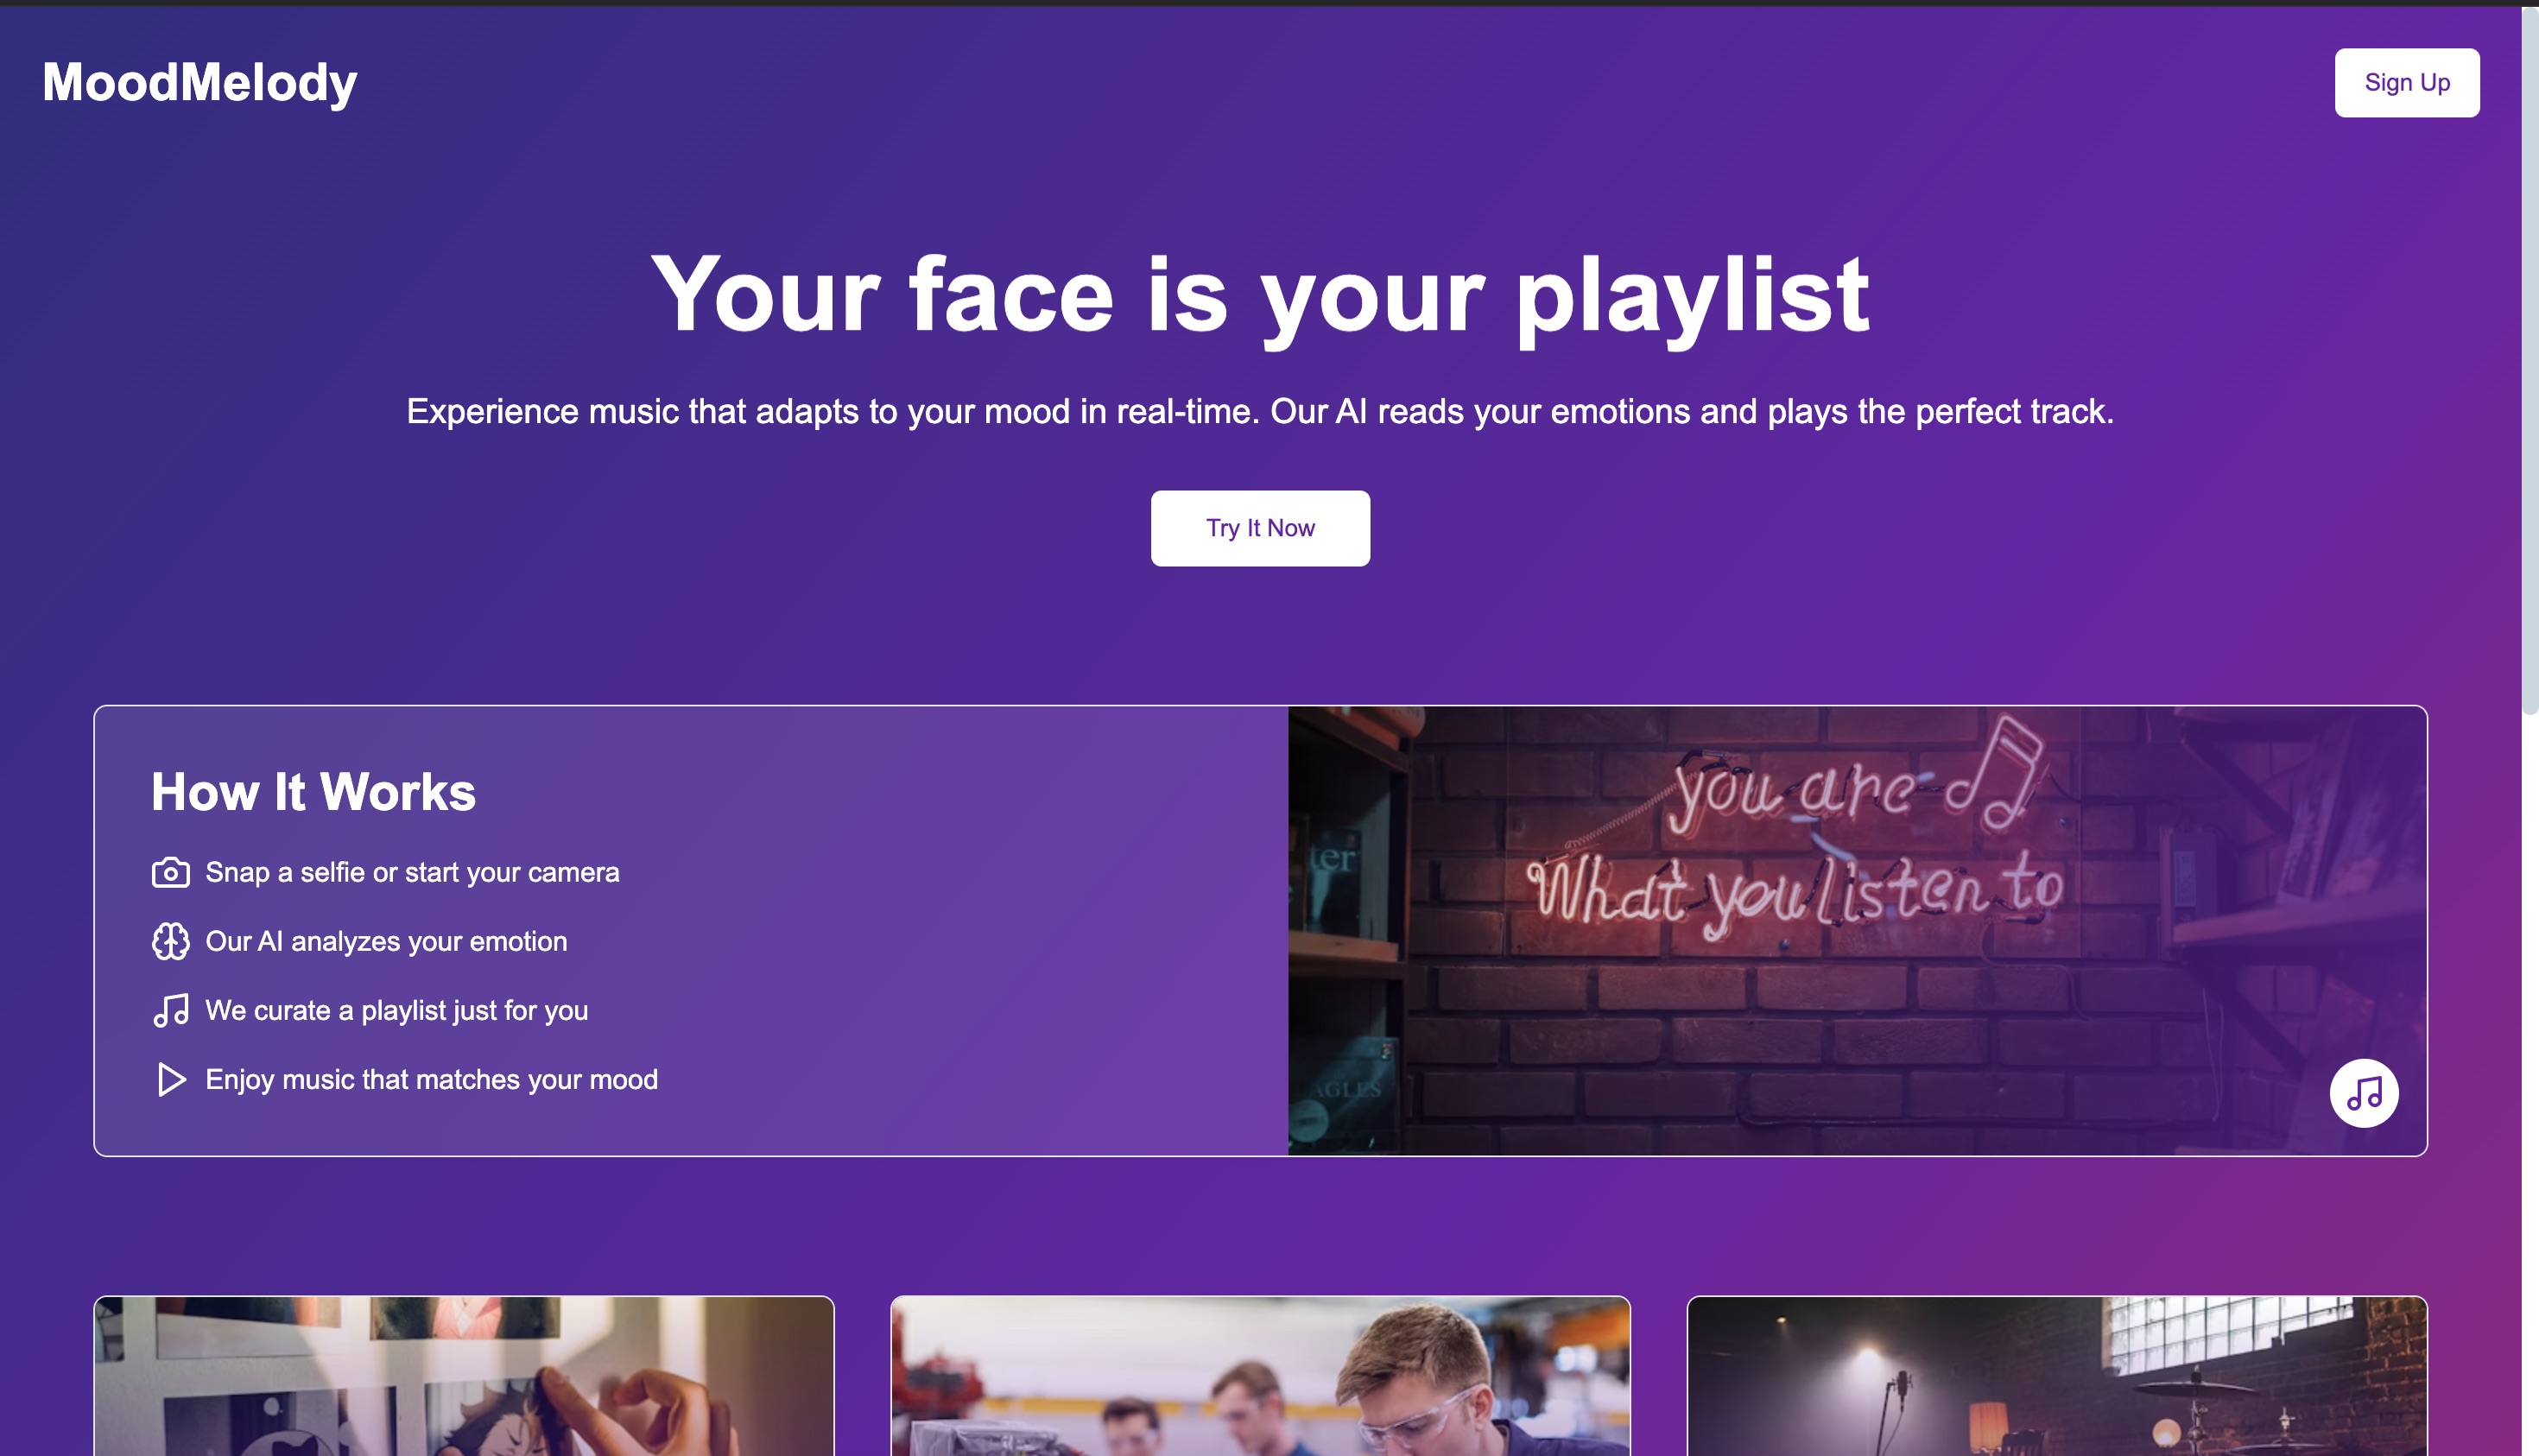 MoodMelody
Sign Up
Your face is your playlist
Experience music that adapts to your mood in real-time. Our AI reads your emotions and plays the perfect track.
Try It Now
How It Works
Snap a selfie or start your camera
Our AI analyzes your emotion
We curate a playlist just for you
Enjoy music that matches your mood
you are
What you listen to
ter
AGLES